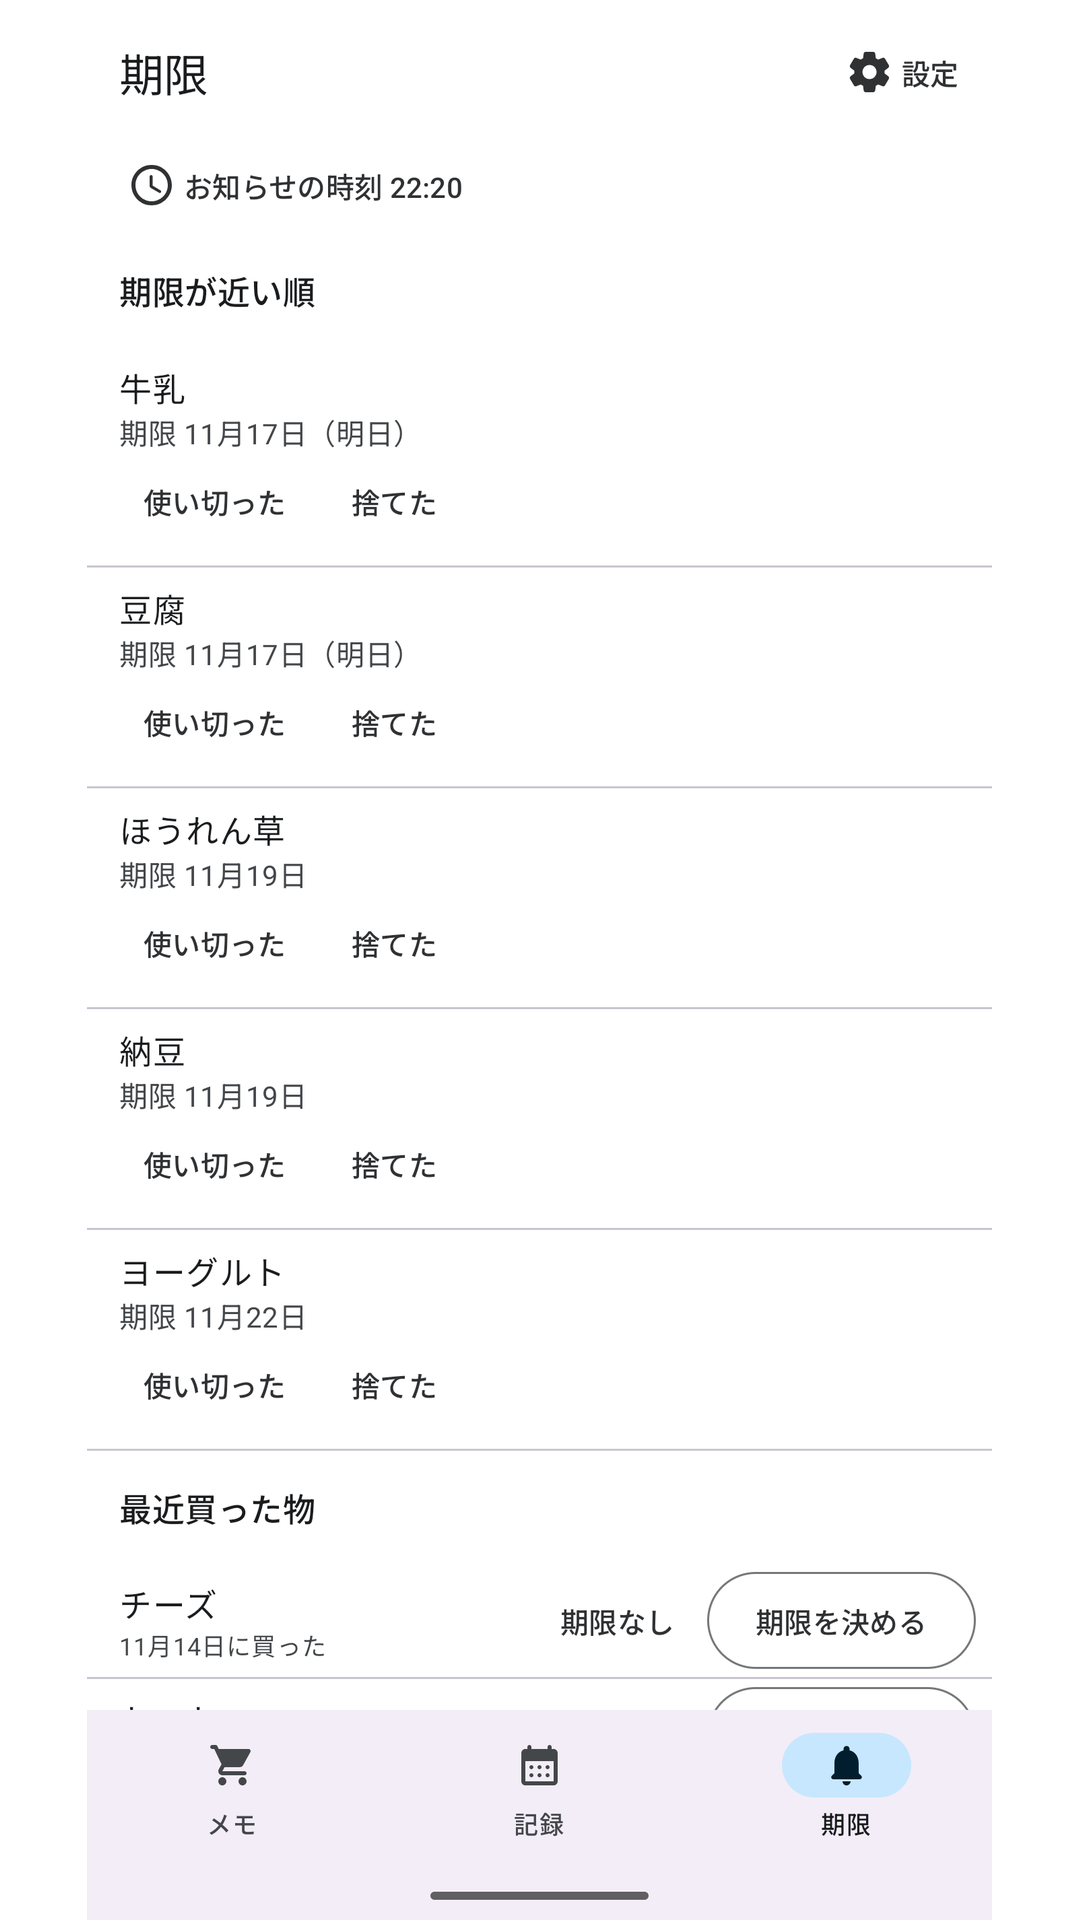 期限
設定
お知らせの時刻 22:20
期限が近い順
牛乳
期限 11月17日（明日）
使い切った 捨てた
豆腐
期限 11月17日（明日）
使い切った 捨てた
ほうれん草
期限 11月19日
使い切った 捨てた
納豆
期限 11月19日
使い切った 捨てた
ヨーグルト
期限 11月22日
使い切った 捨てた
最近買った物
チーズ
11月14日に買った
期限なし 期限を決める
メモ 記録 期限